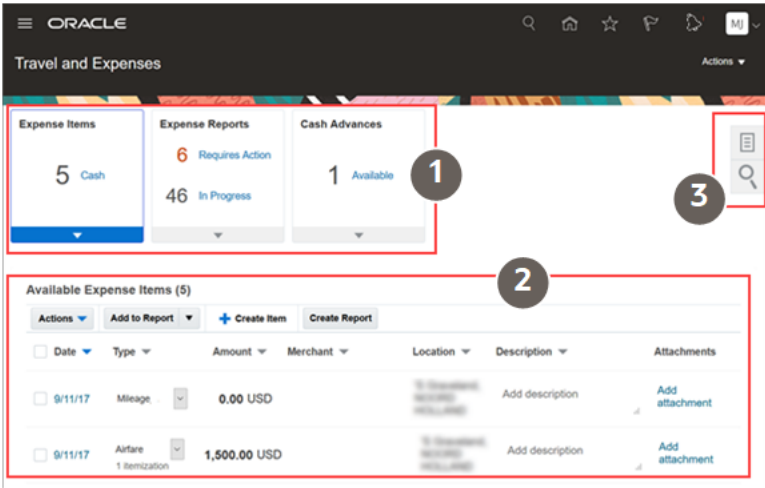 ORACLE
MJ
Travel and Expenses
Actions
Expense Items
Expense Reports
Cash Advances
5 Cash
6 Requires Action
46 In Progress
1 Available
1
3
2
Available Expense Items (5)
Actions
Add to Report
Create Item
Create Report
Date
Type
Amount
Merchant
Location
Description
Attachments
9/11/17
Mileage
0.00 USD
Add description
Add
attachment
9/11/17
Airfare
1 Itemization
1,500.00 USD
Add description
Add
attachment